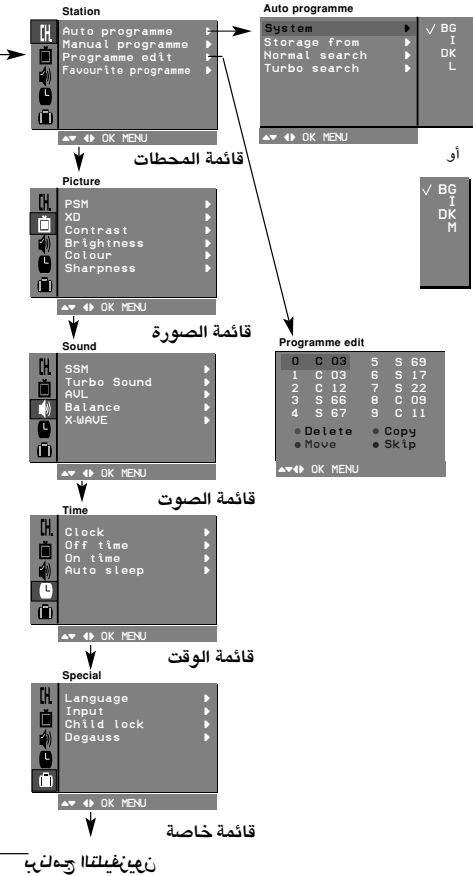 Station
Auto programme
Manual programme
Programme edit
Favourite programme
OK MENU
قائمة المحطات
Auto programme
System
Storage from
Normal search
Turbo search
BG
I
DK
L
OK MENU
أو
BG
I
DK
M
Picture
PSM
XD
Contrast
Brightness
Colour
Sharpness
OK MENU
قائمة الصورة
Programme edit
0 C 03 5 S 69
1 C 03 6 S 17
2 C 12 7 S 22
3 S 66 8 C 09
4 S 67 9 C 11
Delete Copy
Move Skip
OK MENU
Sound
SSM
Turbo Sound
AVL
Balance
X-WAVE
OK MENU
قائمة الصوت
Time
Clock
Off time
On time
Auto sleep
OK MENU
قائمة الوقت
Special
Language
Input
Child lock
Degauss
OK MENU
قائمة خاصة